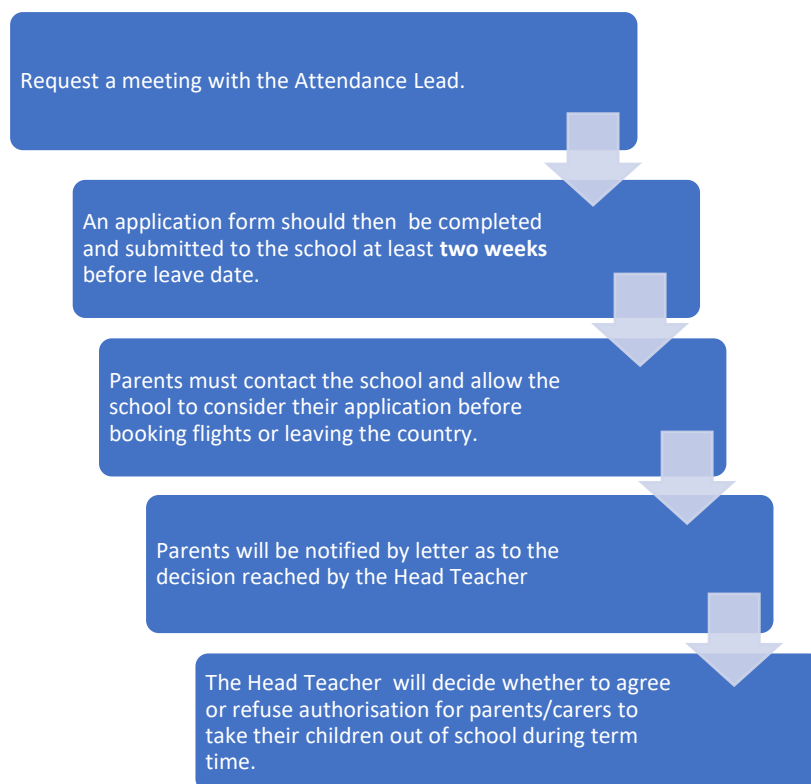 Request a meeting with the Attendance Lead.
An application form should then  be completed
and submitted to the school at least two weeks
before leave date.
Parents must contact the school and allow the
school to consider their application before
booking flights or leaving the country.
Parents will be notified by letter as to the
decision reached by the Head Teacher
The Head Teacher  will decide whether to agree
or refuse authorisation for parents/carers to
take their children out of school during term
time.